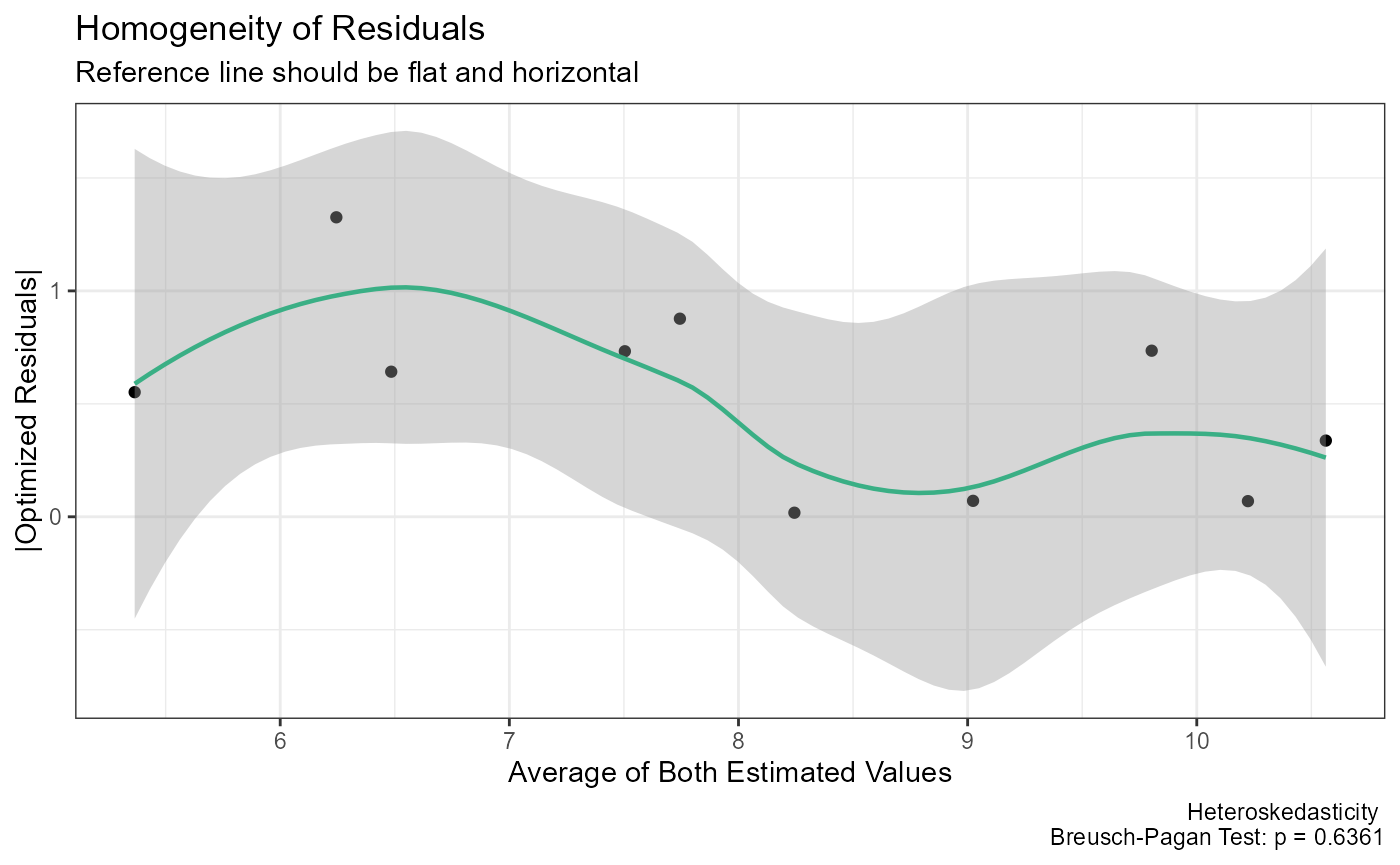 Homogeneity of Residuals
Reference line should be flat and horizontal
|Optimized Residuals|
1
0
6 7 8 9 10
Average of Both Estimated Values
Heteroskedasticity
Breusch-Pagan Test: p = 0.6361